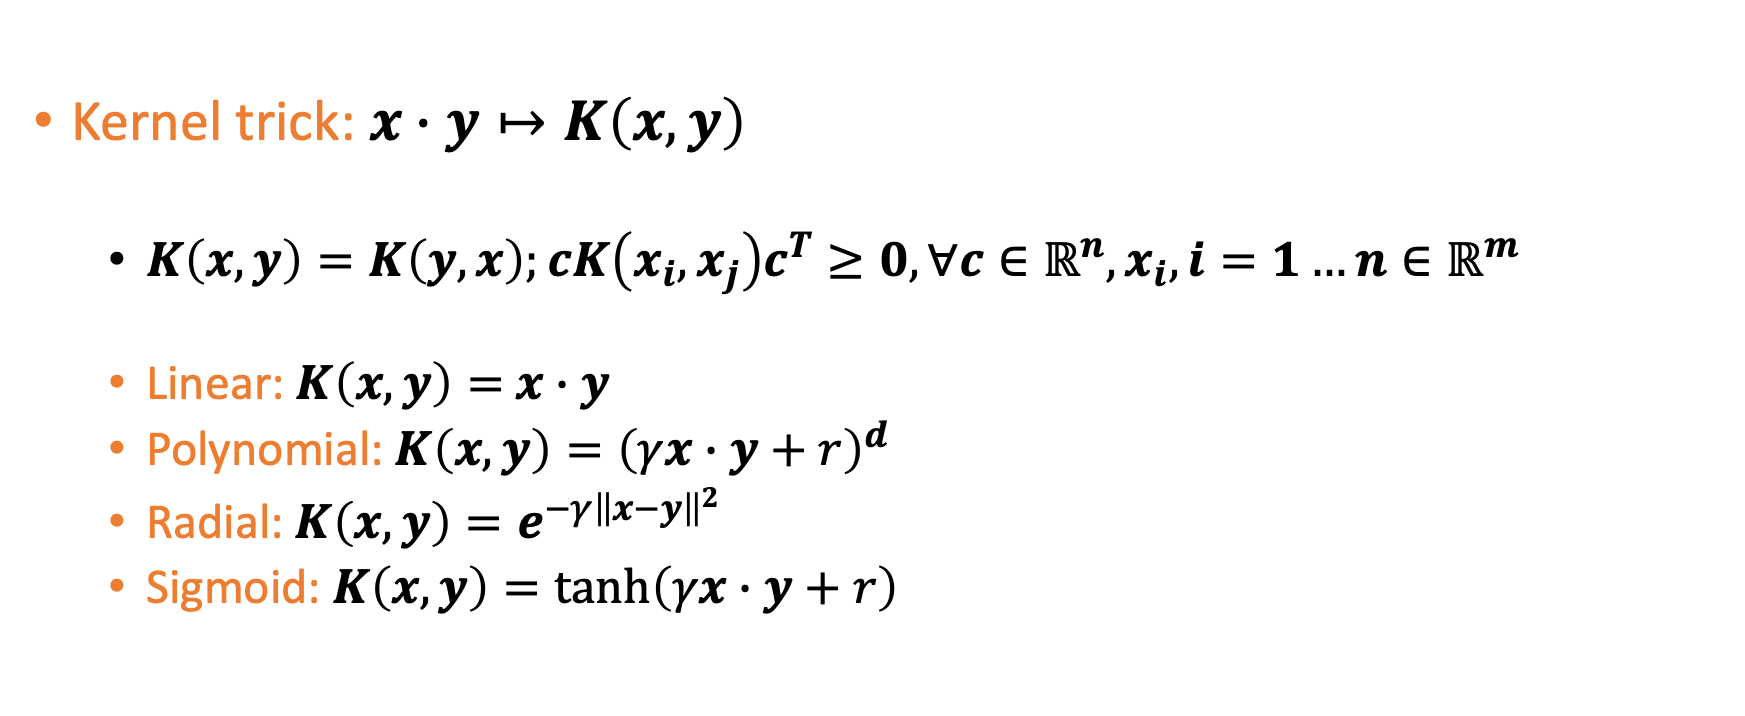 • Kernel trick: x · y ↦ K(x, y)
• K(x, y) = K(y, x); cK(xᵢ, xⱼ)cᵀ ≥ 0, ∀c ∈ ℝⁿ, xᵢ, i = 1 … n ∈ ℝᵐ
• Linear: K(x, y) = x · y
• Polynomial: K(x, y) = (γx · y + r)ᵈ
• Radial: K(x, y) = e^{−γ‖x−y‖²}
• Sigmoid: K(x, y) = tanh(γx · y + r)